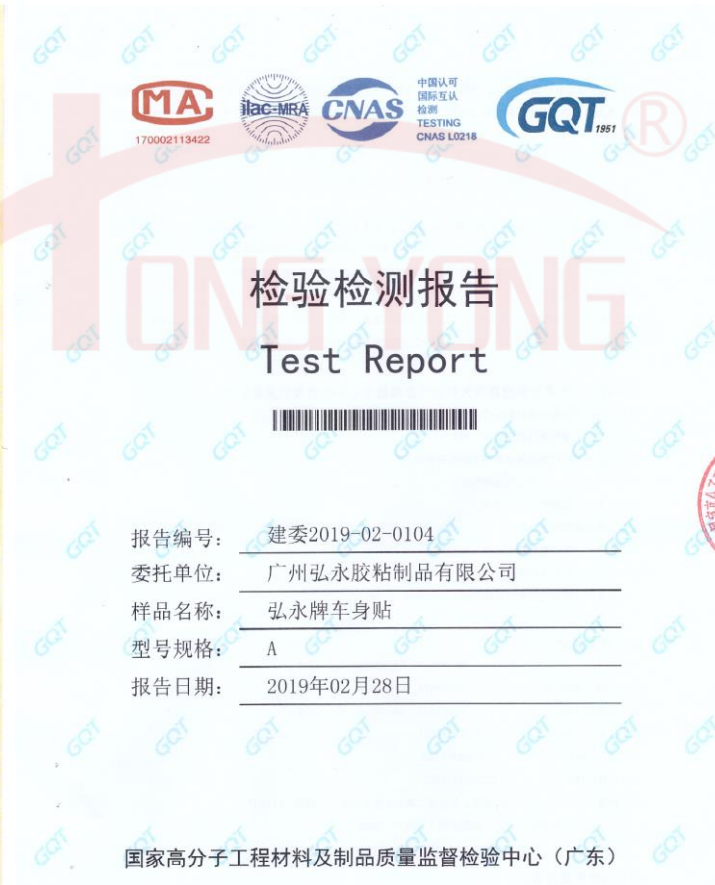 MA
170002113422
ilac-MRA
CNAS
中国认可
国际互认
检测
TESTING
CNAS L0218
GQT 1951
®
HONG YONG
检验检测报告
Test Report
报告编号: 建委2019-02-0104
委托单位: 广州弘永胶粘制品有限公司
样品名称: 弘永牌车身贴
型号规格: A
报告日期: 2019年02月28日
国家高分子工程材料及制品质量监督检验中心（广东）